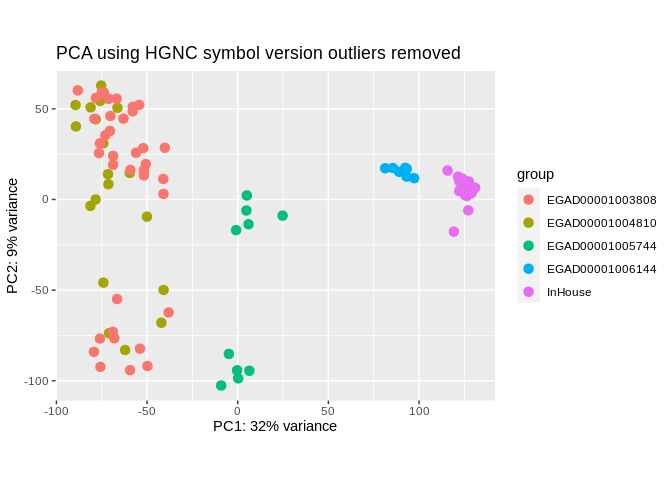 PCA using HGNC symbol version outliers removed
PC2: 9% variance
50
0
-50
-100
-100
-50
0
50
100
PC1: 32% variance
group
EGAD00001003808
EGAD00001004810
EGAD00001005744
EGAD00001006144
InHouse